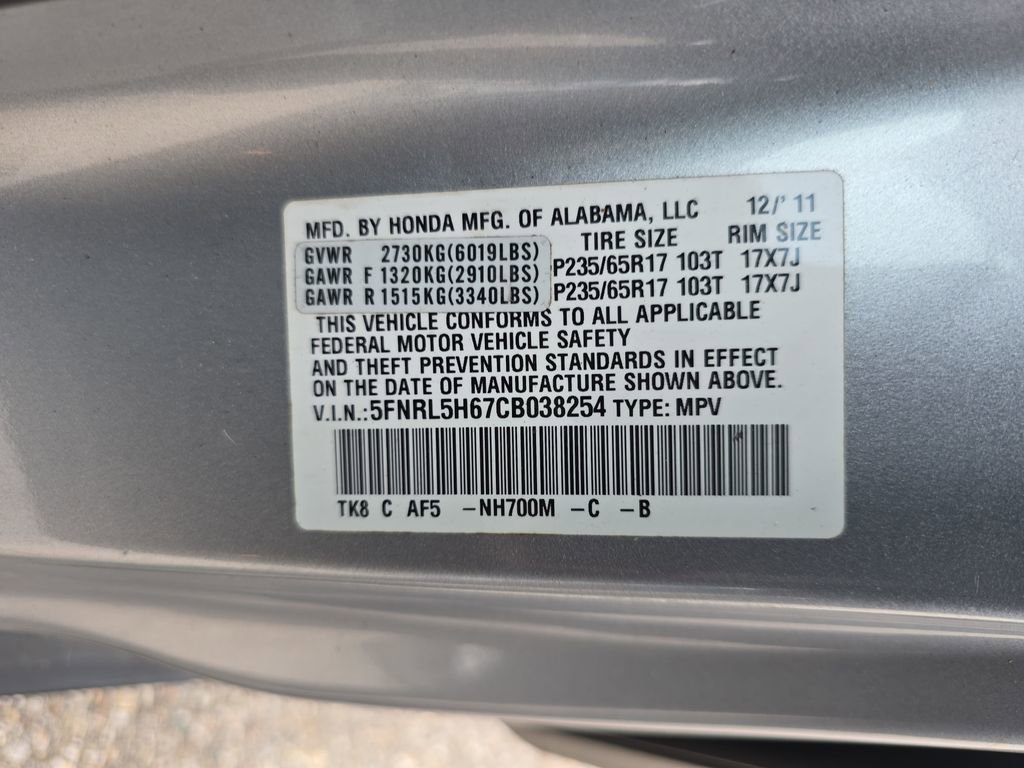 MFD. BY HONDA MFG. OF ALABAMA, LLC 12/'11
TIRE SIZE RIM SIZE
GVWR 2730KG(6019LBS)
GAWR F 1320KG(2910LBS) P235/65R17 103T 17X7J
GAWR R 1515KG(3340LBS) P235/65R17 103T 17X7J
THIS VEHICLE CONFORMS TO ALL APPLICABLE
FEDERAL MOTOR VEHICLE SAFETY
AND THEFT PREVENTION STANDARDS IN EFFECT
ON THE DATE OF MANUFACTURE SHOWN ABOVE.
V.I.N.:5FNRL5H67CB038254 TYPE: MPV
TK8 C AF5 -NH700M -C -B